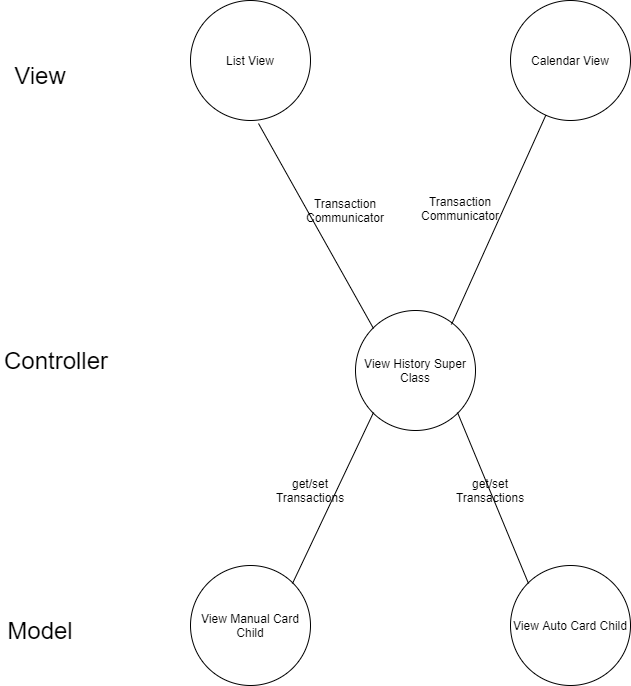 List View
Calendar View
View
Transaction
Communicator
Transaction
Communicator
Controller
View History Super
Class
get/set
Transactions
get/set
Transactions
Model
View Manual Card
Child
View Auto Card Child